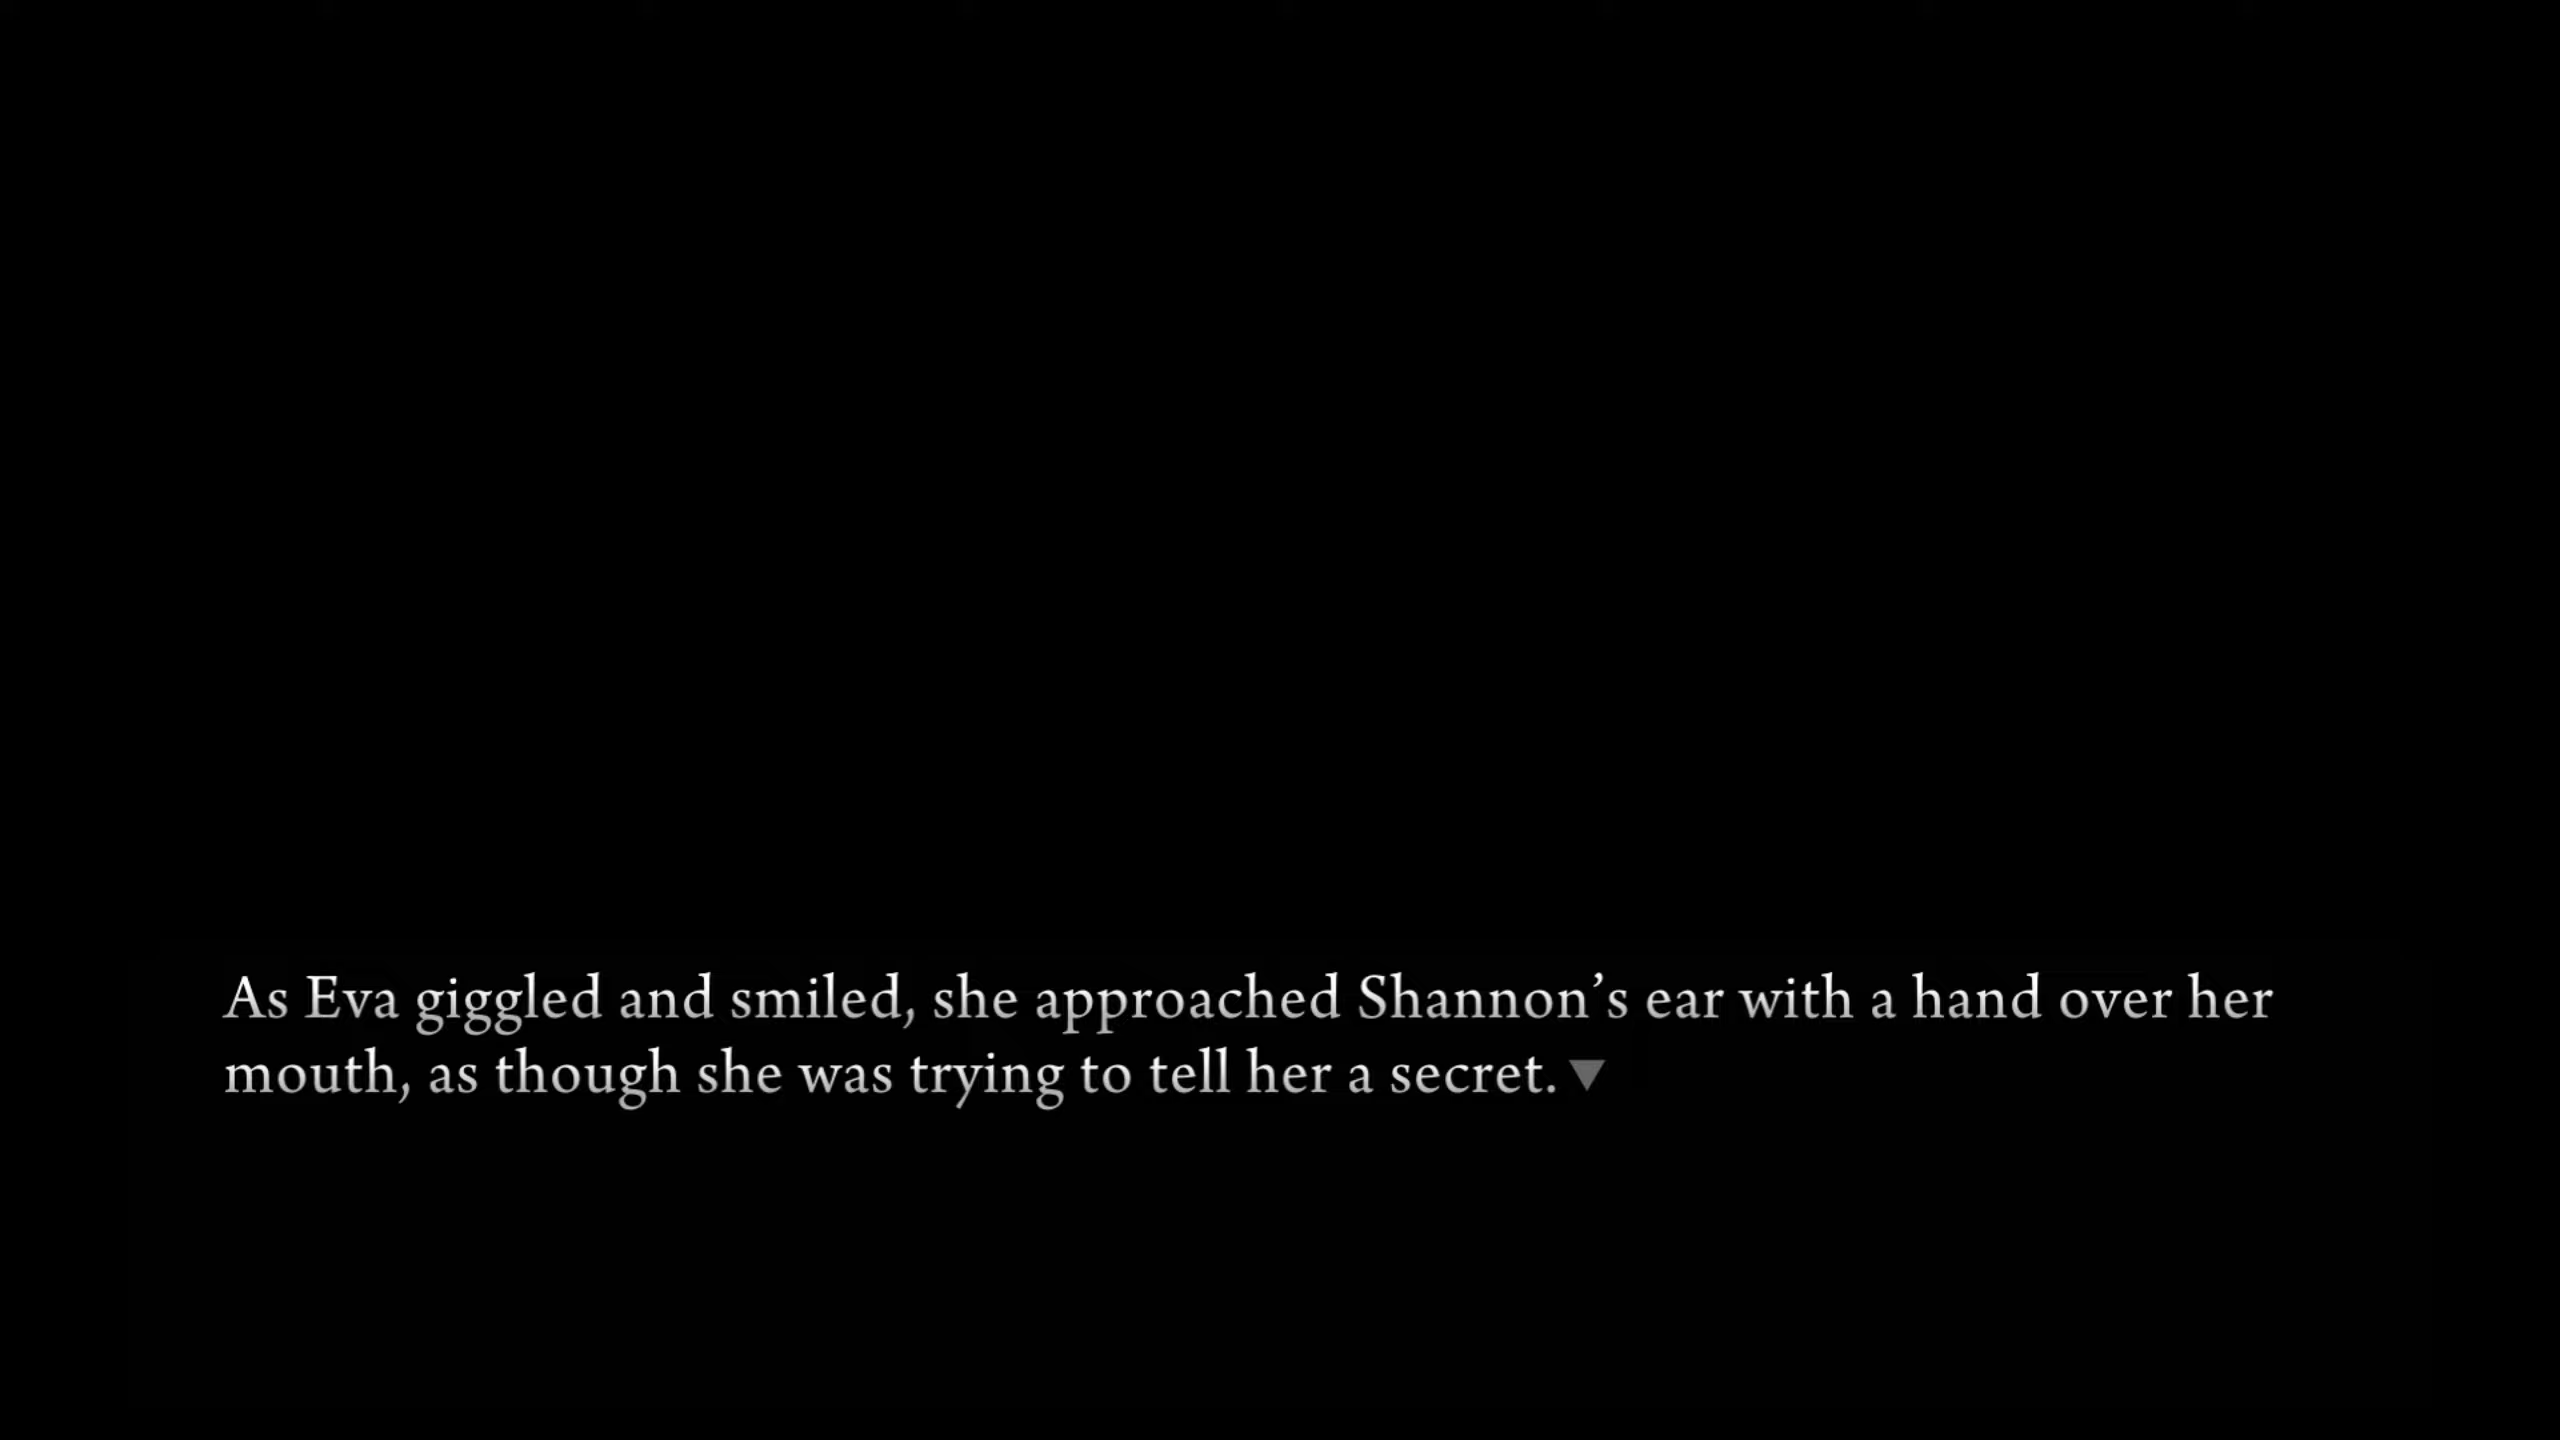 As Eva giggled and smiled, she approached Shannon’s ear with a hand over her
mouth, as though she was trying to tell her a secret.